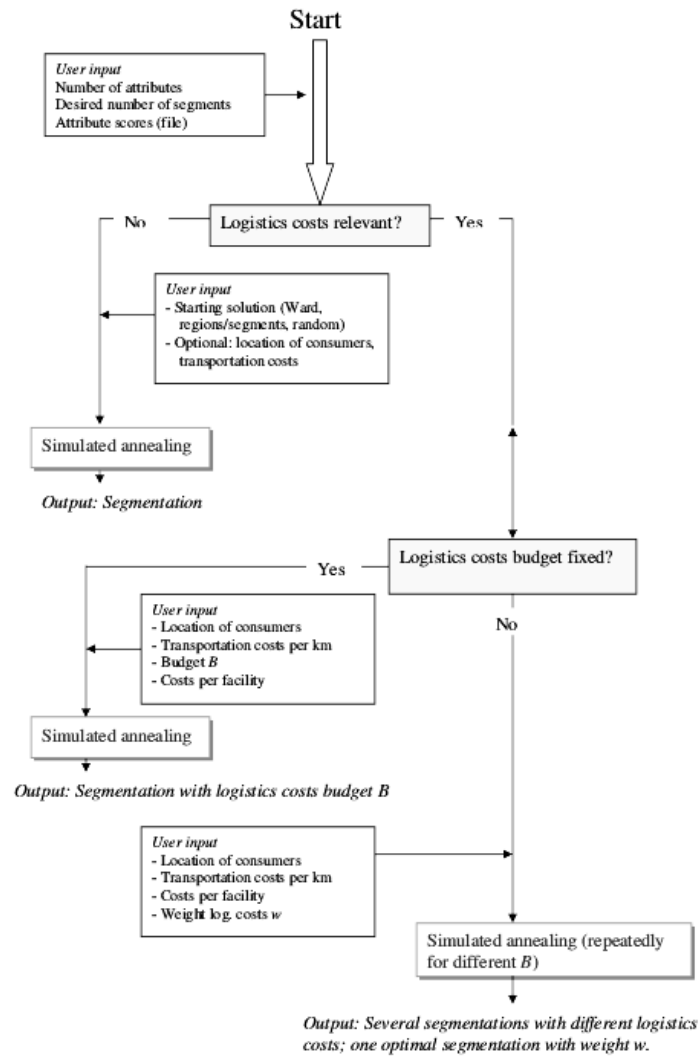 Start
User input
Number of attributes
Desired number of segments
Attribute scores (file)
No
Logistics costs relevant?
Yes
User input
- Starting solution (Ward,
regions/segments, random)
- Optional: location of consumers,
transportation costs
Simulated annealing
Output: Segmentation
Logistics costs budget fixed?
Yes
No
User input
- Location of consumers
- Transportation costs per km
- Budget B
- Costs per facility
Simulated annealing
Output: Segmentation with logistics costs budget B
User input
- Location of consumers
- Transportation costs per km
- Costs per facility
- Weight log. costs w
Simulated annealing (repeatedly
for different B)
Output: Several segmentations with different logistics
costs; one optimal segmentation with weight w.